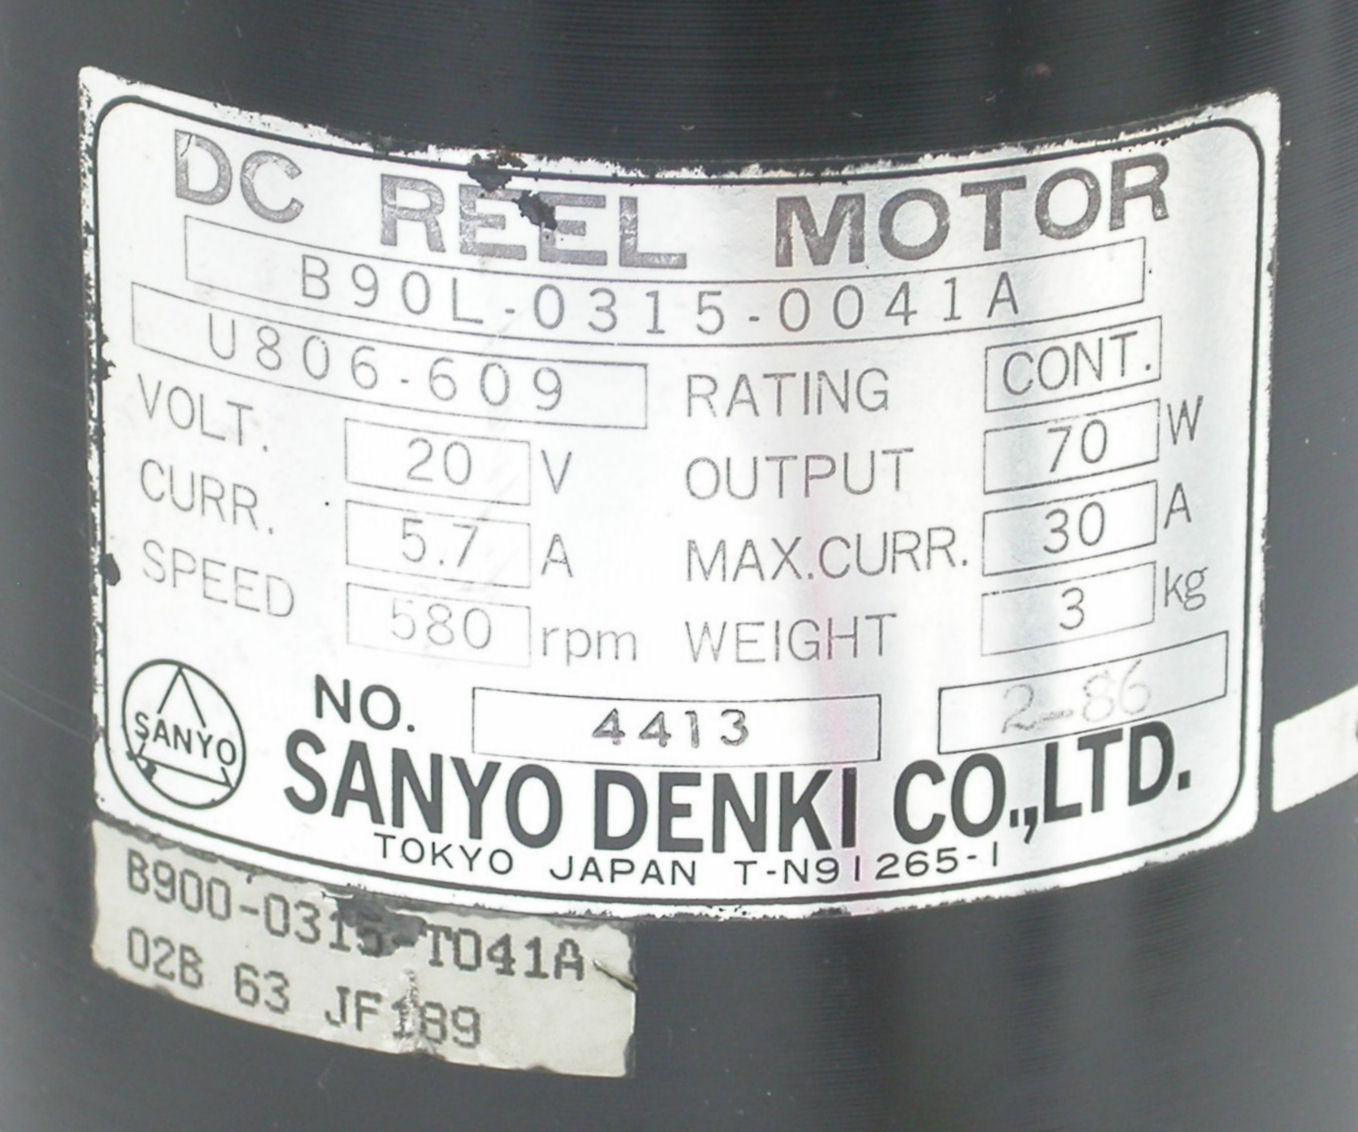 DC REEL MOTOR
B90L-0315-0041A
U806-609 RATING CONT.
VOLT. 20 V OUTPUT 70 W
CURR. 5.7 A MAX.CURR. 30 A
SPEED 580 rpm WEIGHT 3 kg
NO. 4413 2-86
SANYO
SANYO DENKI CO.,LTD.
TOKYO JAPAN T-N91265-1
B900-0315-T041A
02B 63 JF189